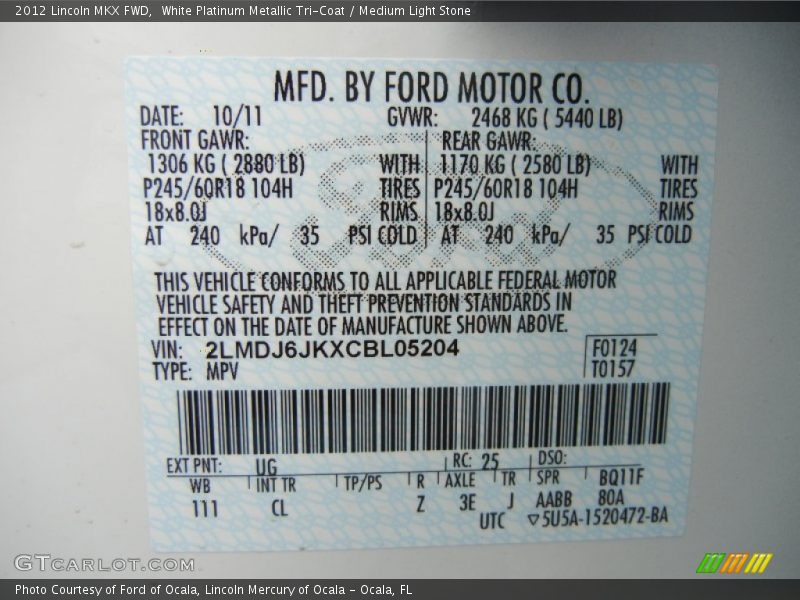 2012 Lincoln MKX FWD,  White Platinum Metallic Tri-Coat / Medium Light Stone
MFD. BY FORD MOTOR CO.
DATE: 10/11 GVWR: 2468 KG ( 5440 LB)
FRONT GAWR: REAR GAWR:
1306 KG ( 2880 LB) WITH 1170 KG ( 2580 LB) WITH
P245/60R18 104H TIRES P245/60R18 104H TIRES
18x8.0J RIMS 18x8.0J RIMS
AT 240 kPa/ 35 PSI COLD AT 240 kPa/ 35 PSI COLD
THIS VEHICLE CONFORMS TO ALL APPLICABLE FEDERAL MOTOR
VEHICLE SAFETY AND THEFT PREVENTION STANDARDS IN
EFFECT ON THE DATE OF MANUFACTURE SHOWN ABOVE.
VIN: 2LMDJ6JKXCBL05204 F0124
TYPE: MPV T0157
EXT PNT: UG RC: 25 DSO:
WB INT TR TP/PS R AXLE TR SPR BQ11F
111 CL Z 3E J AABB 80A
UTC ▽5U5A-1520472-BA
GTCARLOT.COM
Photo Courtesy of Ford of Ocala, Lincoln Mercury of Ocala - Ocala, FL